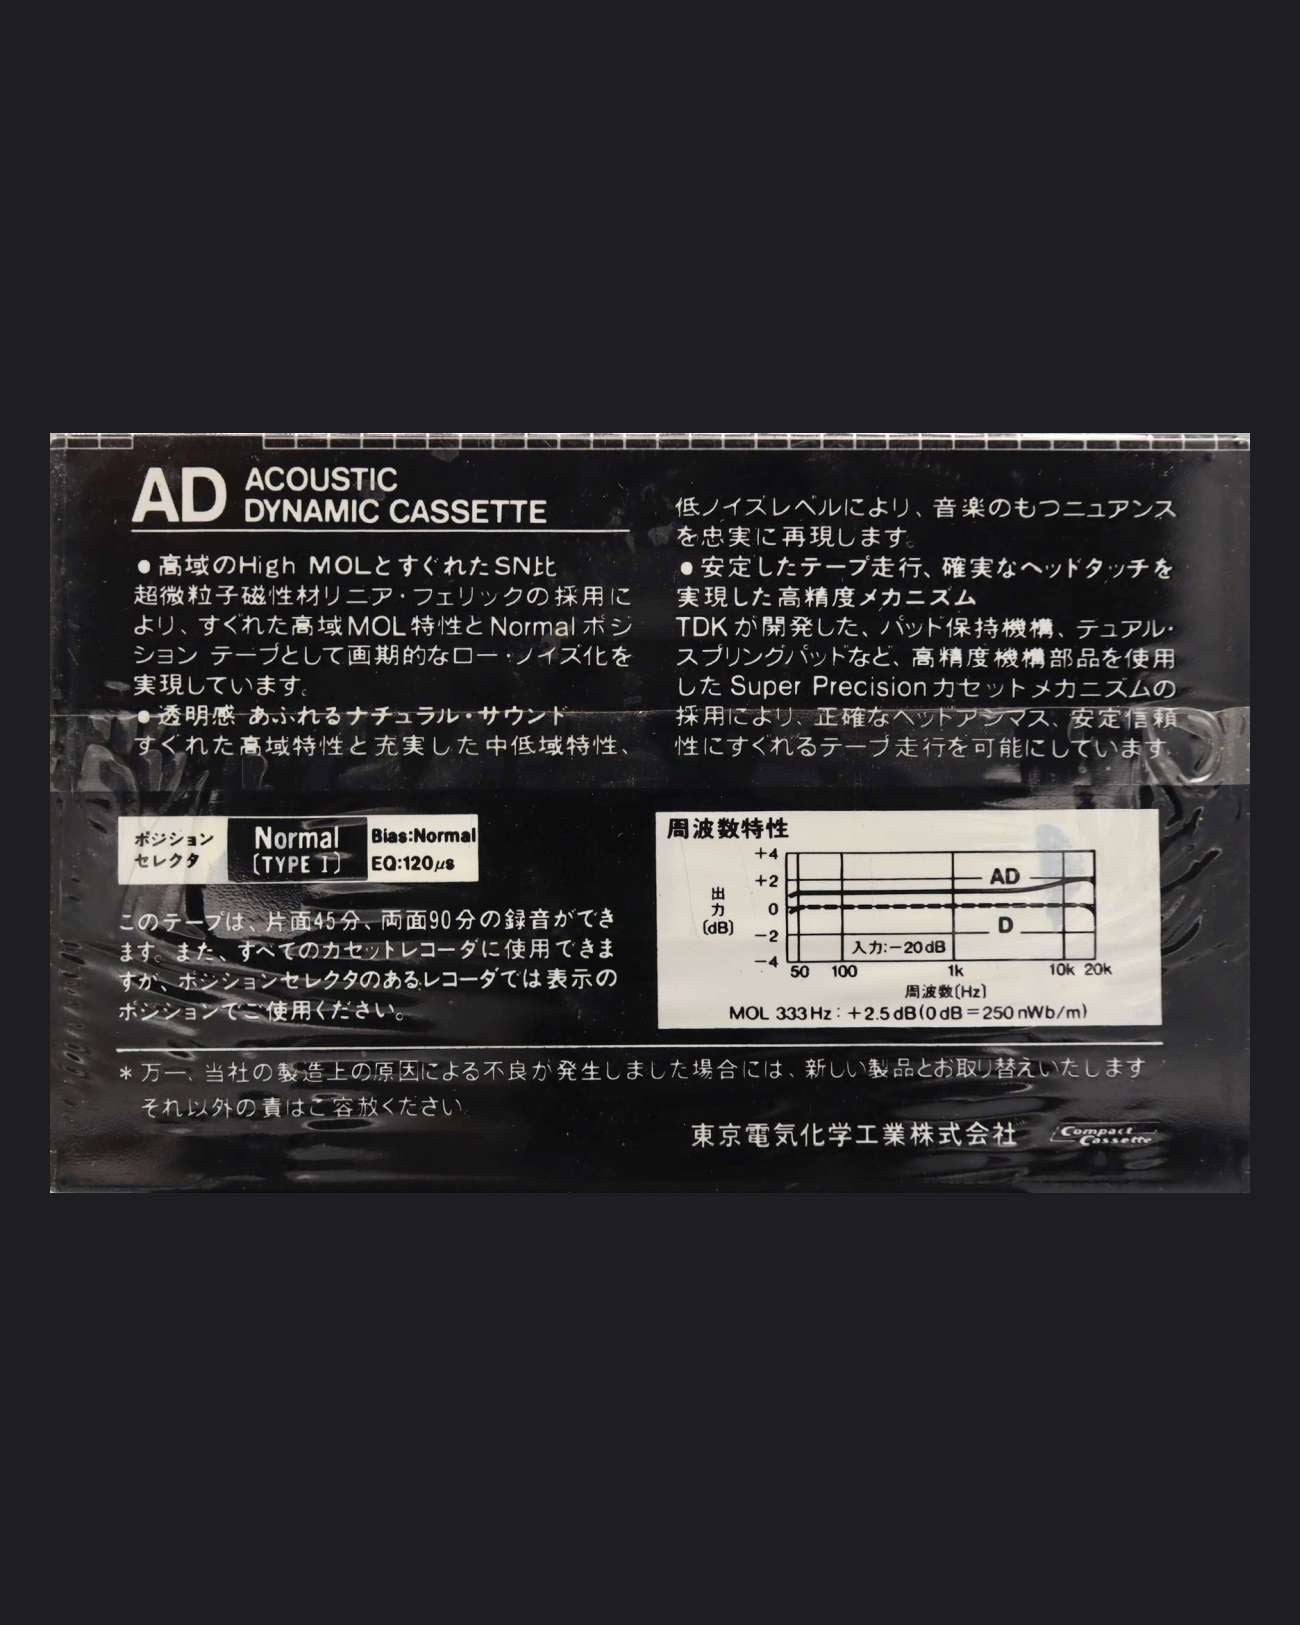 AD ACOUSTIC
DYNAMIC CASSETTE
●高域のHigh MOLとすぐれたSN比
超微粒子磁性材リニア・フェリックの採用に
より、すぐれた高域MOL特性とNormalポジ
ション テープとして画期的なロー・ノイズ化を
実現しています。
●透明感 あふれるナチュラル・サウンド
すぐれた高域特性と充実した中低域特性、
低ノイズレベルにより、音楽のもつニュアンス
を忠実に再現します。
●安定したテープ走行、確実なヘッドタッチを
実現した高精度メカニズム
TDKが開発した、パッド保持機構、デュアル・
スプリングパッドなど、高精度機構部品を使用
したSuper Precisionカセットメカニズムの
採用により、正確なヘッドアジマス、安定信頼
性にすぐれるテープ走行を可能にしています。
ポジション
セレクタ
Normal
〔TYPE I〕
Bias:Normal
EQ:120μs
このテープは、片面45分、両面90分の録音ができ
ます。また、すべてのカセットレコーダに使用できま
すが、ポジションセレクタのあるレコーダでは表示の
ポジションでご使用ください。
周波数特性
+4
+2
0
−2
−4
出力
〔dB〕
AD
D
入力:−20dB
50 100 1k 10k 20k
周波数〔Hz〕
MOL 333Hz:+2.5dB(0dB=250nWb/m)
*万一、当社の製造上の原因による不良が発生しました場合には、新しい製品とお取り替えいたします
それ以外の責はご容赦ください
東京電気化学工業株式会社
Compact
Cassette